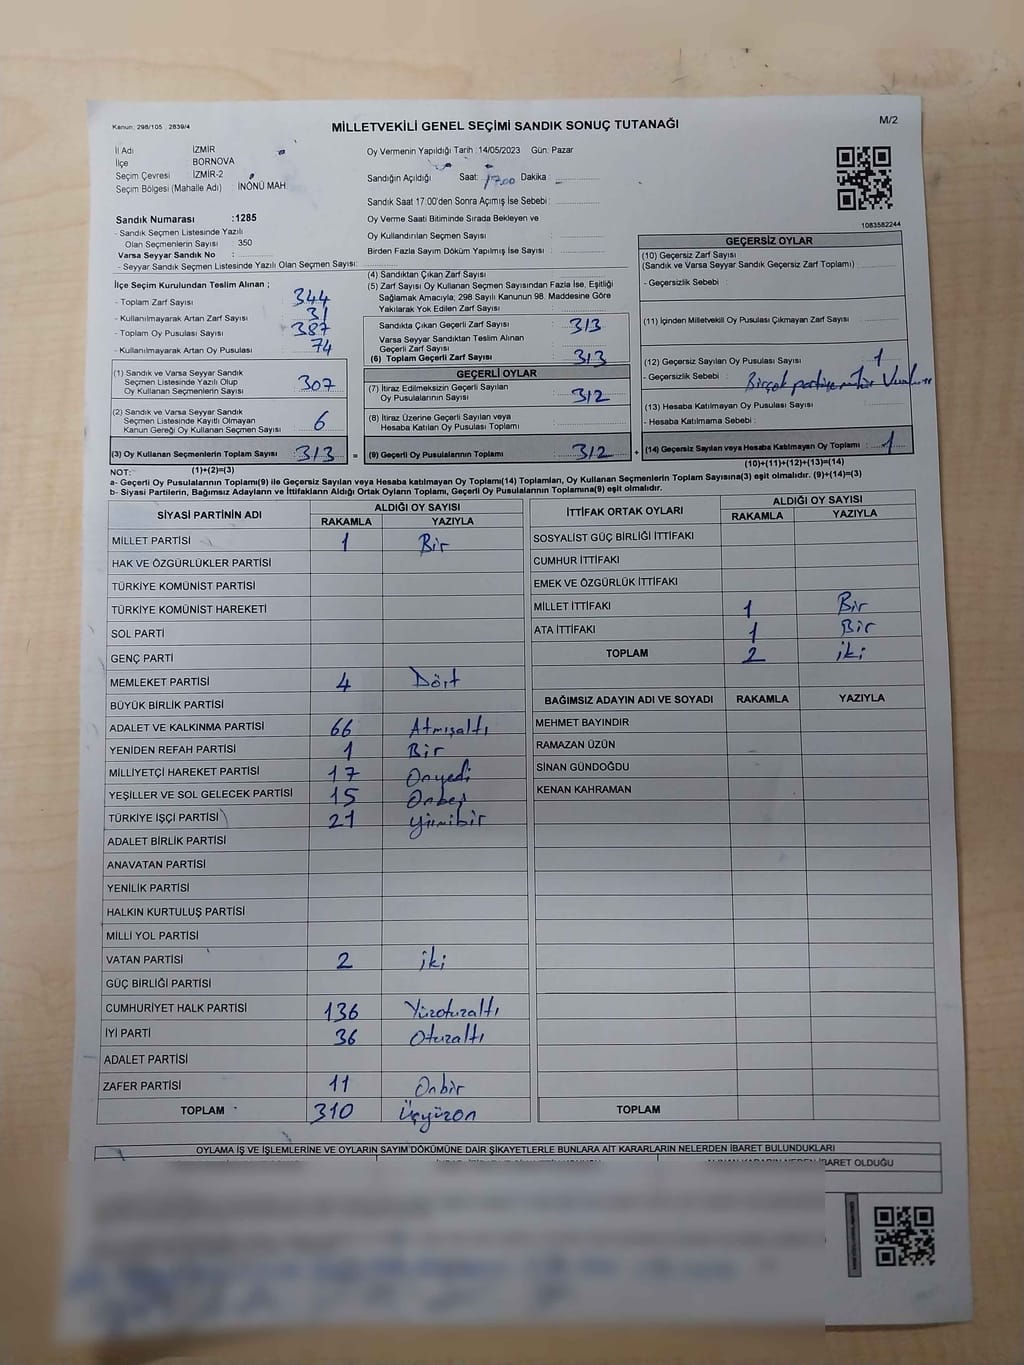 Kanun: 298/105 , 2839/4
MİLLETVEKİLİ GENEL SEÇİMİ SANDIK SONUÇ TUTANAĞI
M/2
İl Adı İZMİR
İlçe BORNOVA
Seçim Çevresi İZMİR-2
Seçim Bölgesi (Mahalle Adı) : İNÖNÜ MAH.
Sandık Numarası :1285
- Sandık Seçmen Listesinde Yazılı
Olan Seçmenlerin Sayısı : 350
Varsa Seyyar Sandık No :
- Seyyar Sandık Seçmen Listesinde Yazılı Olan Seçmen Sayısı:
Oy Vermenin Yapıldığı Tarih :14/05/2023 Gün: Pazar
Sandığın Açıldığı Saat: 17.00 Dakika :
Sandık Saat 17:00'den Sonra Açımış İse Sebebi :
Oy Verme Saati Bitiminde Sırada Bekleyen ve
Oy Kullandırılan Seçmen Sayısı :
Birden Fazla Sayım Döküm Yapılmış İse Sayısı :
1083582244
İlçe Seçim Kurulundan Teslim Alınan ;
- Toplam Zarf Sayısı : 344
- Kullanılmayarak Artan Zarf Sayısı : 31
- Toplam Oy Pusulası Sayısı : 387
- Kullanılmayarak Artan Oy Pusulası : 74
(1) Sandık ve Varsa Seyyar Sandık
Seçmen Listesinde Yazılı Olup
Oy Kullanan Seçmenlerin Sayısı : 307
(2) Sandık ve Varsa Seyyar Sandık
Seçmen Listesinde Kayıtlı Olmayan
Kanun Gereği Oy Kullanan Seçmen Sayısı : 6
(3) Oy Kullanan Seçmenlerin Toplam Sayısı : 313 =
(4) Sandıktan Çıkan Zarf Sayısı :
(5) Zarf Sayısı Oy Kullanan Seçmen Sayısından Fazla İse, Eşitliği
Sağlamak Amacıyla; 298 Sayılı Kanunun 98. Maddesine Göre
Yakılarak Yok Edilen Zarf Sayısı :
Sandıkta Çıkan Geçerli Zarf Sayısı : 313
Varsa Seyyar Sandıktan Teslim Alınan
Geçerli Zarf Sayısı :
(6) Toplam Geçerli Zarf Sayısı : 313
GEÇERLİ OYLAR
(7) İtiraz Edilmeksizin Geçerli Sayılan
Oy Pusulalarının Sayısı : 312
(8) İtiraz Üzerine Geçerli Sayılan veya
Hesaba Katılan Oy Pusulası Toplamı :
(9) Geçerli Oy Pusulalarının Toplamı : 312 +
GEÇERSİZ OYLAR
(10) Geçersiz Zarf Sayısı
(Sandık ve Varsa Seyyar Sandık Geçersiz Zarf Toplamı) :
- Geçersizlik Sebebi :
(11) İçinden Milletvekili Oy Pusulası Çıkmayan Zarf Sayısı :
(12) Geçersiz Sayılan Oy Pusulası Sayısı : 1
- Geçersizlik Sebebi : Birçok partiye mühür
(13) Hesaba Katılmayan Oy Pusulası Sayısı :
- Hesaba Katılmama Sebebi :
(14) Geçersiz Sayılan veya Hesaba Katılmayan Oy Toplamı : 1
NOT: (1)+(2)=(3)
(10)+(11)+(12)+(13)=(14)
a- Geçerli Oy Pusulalarının Toplamı(9) ile Geçersiz Sayılan veya Hesaba katılmayan Oy Toplamı(14) Toplamları, Oy Kullanan Seçmenlerin Toplam Sayısına(3) eşit olmalıdır. (9)+(14)=(3)
b- Siyasi Partilerin, Bağımsız Adayların ve İttifakların Aldığı Ortak Oyların Toplamı, Geçerli Oy Pusulalarının Toplamına(9) eşit olmalıdır.
SİYASİ PARTİNİN ADI ALDIĞI OY SAYISI
RAKAMLA YAZIYLA
MİLLET PARTİSİ 1 Bir
HAK VE ÖZGÜRLÜKLER PARTİSİ
TÜRKİYE KOMÜNİST PARTİSİ
TÜRKİYE KOMÜNİST HAREKETİ
SOL PARTİ
GENÇ PARTİ
MEMLEKET PARTİSİ 4 Dört
BÜYÜK BİRLİK PARTİSİ
ADALET VE KALKINMA PARTİSİ 66 Atmışaltı
YENİDEN REFAH PARTİSİ 1 Bir
MİLLİYETÇİ HAREKET PARTİSİ 17 Onyedi
YEŞİLLER VE SOL GELECEK PARTİSİ 15 Onbeş
TÜRKİYE İŞÇİ PARTİSİ 21 Yirmibir
ADALET BİRLİK PARTİSİ
ANAVATAN PARTİSİ
YENİLİK PARTİSİ
HALKIN KURTULUŞ PARTİSİ
MİLLİ YOL PARTİSİ
VATAN PARTİSİ 2 iki
GÜÇ BİRLİĞİ PARTİSİ
CUMHURİYET HALK PARTİSİ 136 Yüzotuzaltı
İYİ PARTİ 36 Otuzaltı
ADALET PARTİSİ
ZAFER PARTİSİ 11 Onbir
TOPLAM 310 Üçyüzon
İTTİFAK ORTAK OYLARI ALDIĞI OY SAYISI
RAKAMLA YAZIYLA
SOSYALİST GÜÇ BİRLİĞİ İTTİFAKI
CUMHUR İTTİFAKI
EMEK VE ÖZGÜRLÜK İTTİFAKI
MİLLET İTTİFAKI 1 Bir
ATA İTTİFAKI 1 Bir
TOPLAM 2 iki
BAĞIMSIZ ADAYIN ADI VE SOYADI RAKAMLA YAZIYLA
MEHMET BAYINDIR
RAMAZAN ÜZÜN
SİNAN GÜNDOĞDU
KENAN KAHRAMAN
TOPLAM
OYLAMA İŞ VE İŞLEMLERİNE VE OYLARIN SAYIM DÖKÜMÜNE DAİR ŞİKAYETLERLE BUNLARA AİT KARARLARIN NELERDEN İBARET BULUNDUKLARI
ALINAN KARARIN NEDEN İBARET OLDUĞU